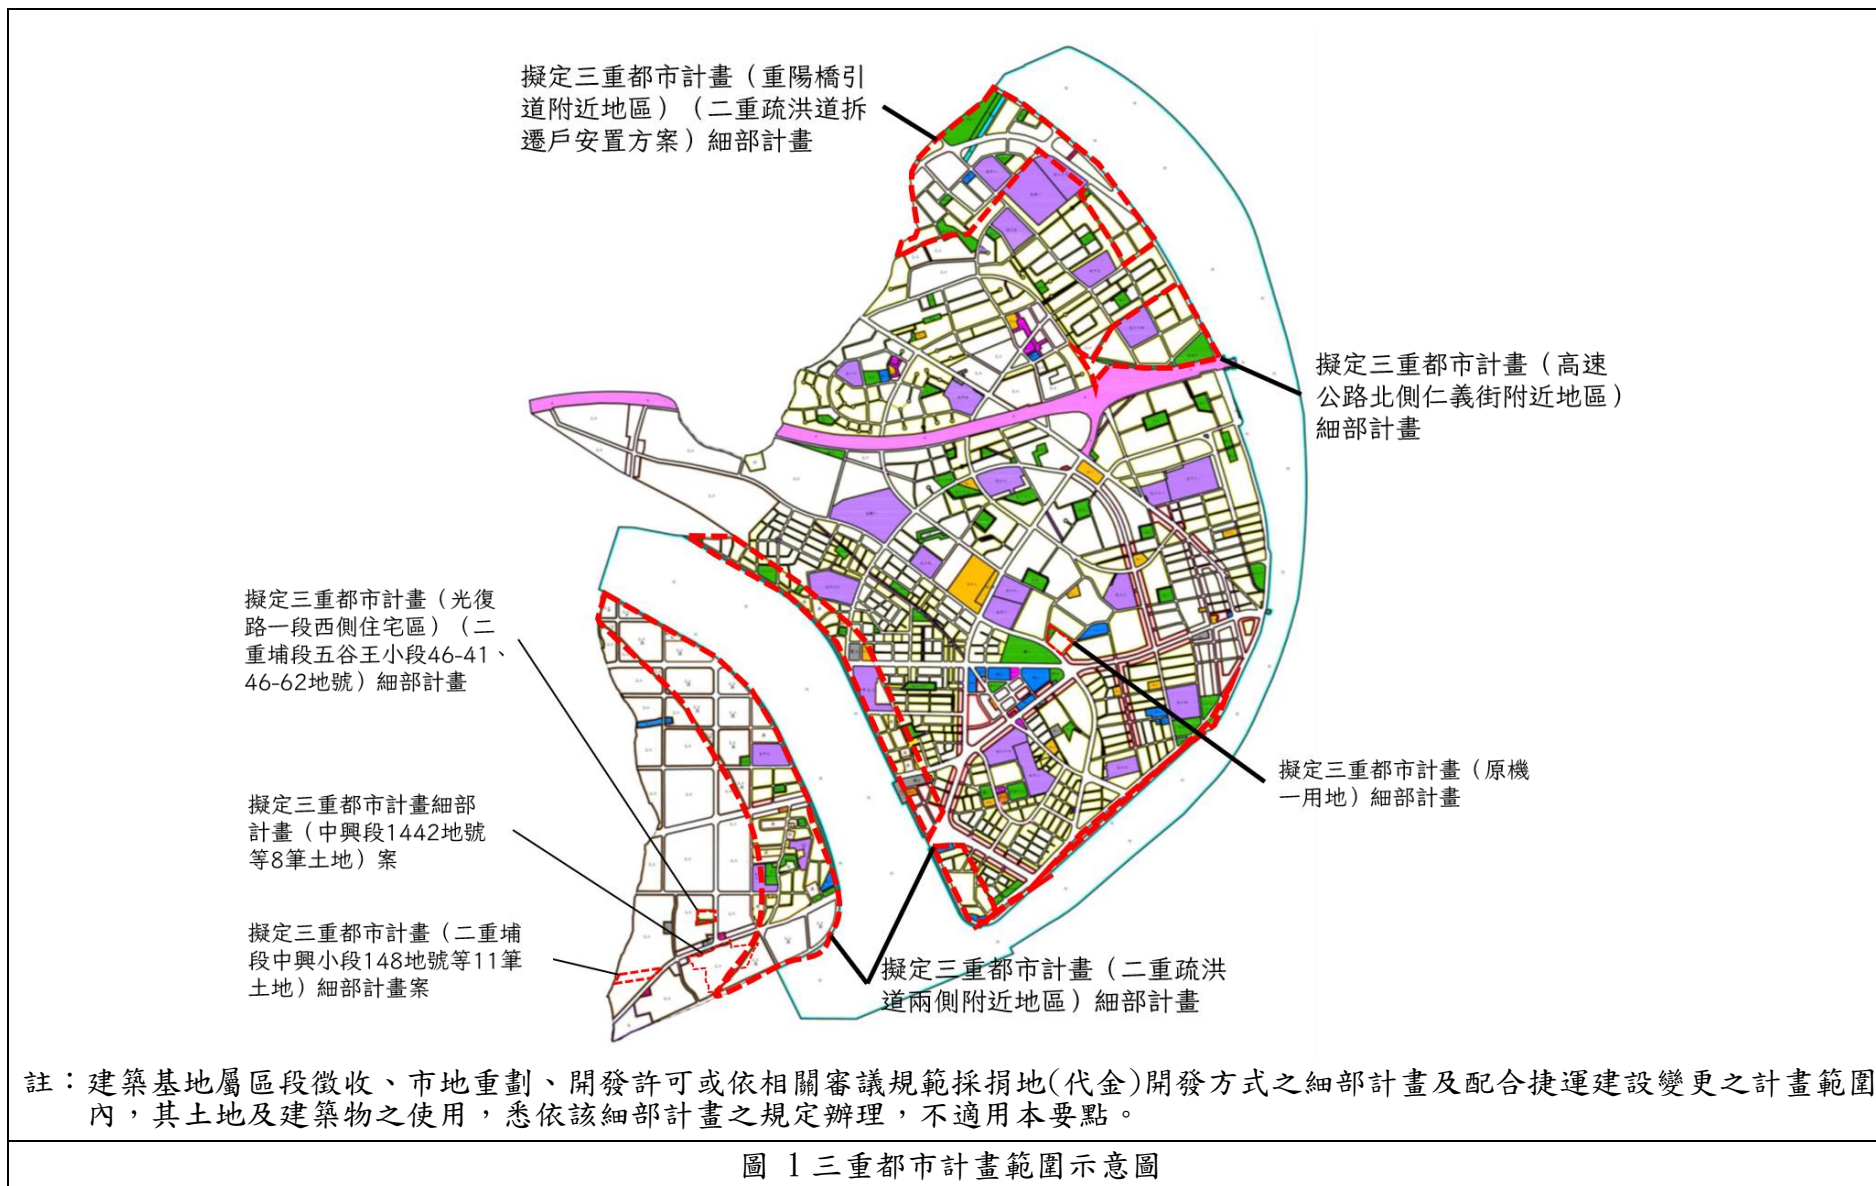 擬定三重都市計畫（重陽橋引
道附近地區）（二重疏洪道拆
遷戶安置方案）細部計畫
擬定三重都市計畫（高速
公路北側仁義街附近地區）
細部計畫
擬定三重都市計畫（光復
路一段西側住宅區）（二
重埔段五谷王小段46-41、
46-62地號）細部計畫
擬定三重都市計畫（原機
一用地）細部計畫
擬定三重都市計畫細部
計畫（中興段1442地號
等8筆土地）案
擬定三重都市計畫（二重埔
段中興小段148地號等11筆
土地）細部計畫案
擬定三重都市計畫（二重疏洪
道兩側附近地區）細部計畫
註：建築基地屬區段徵收、市地重劃、開發許可或依相關審議規範採捐地(代金)開發方式之細部計畫及配合捷運建設變更之計畫範圍
內，其土地及建築物之使用，悉依該細部計畫之規定辦理，不適用本要點。
圖 1 三重都市計畫範圍示意圖